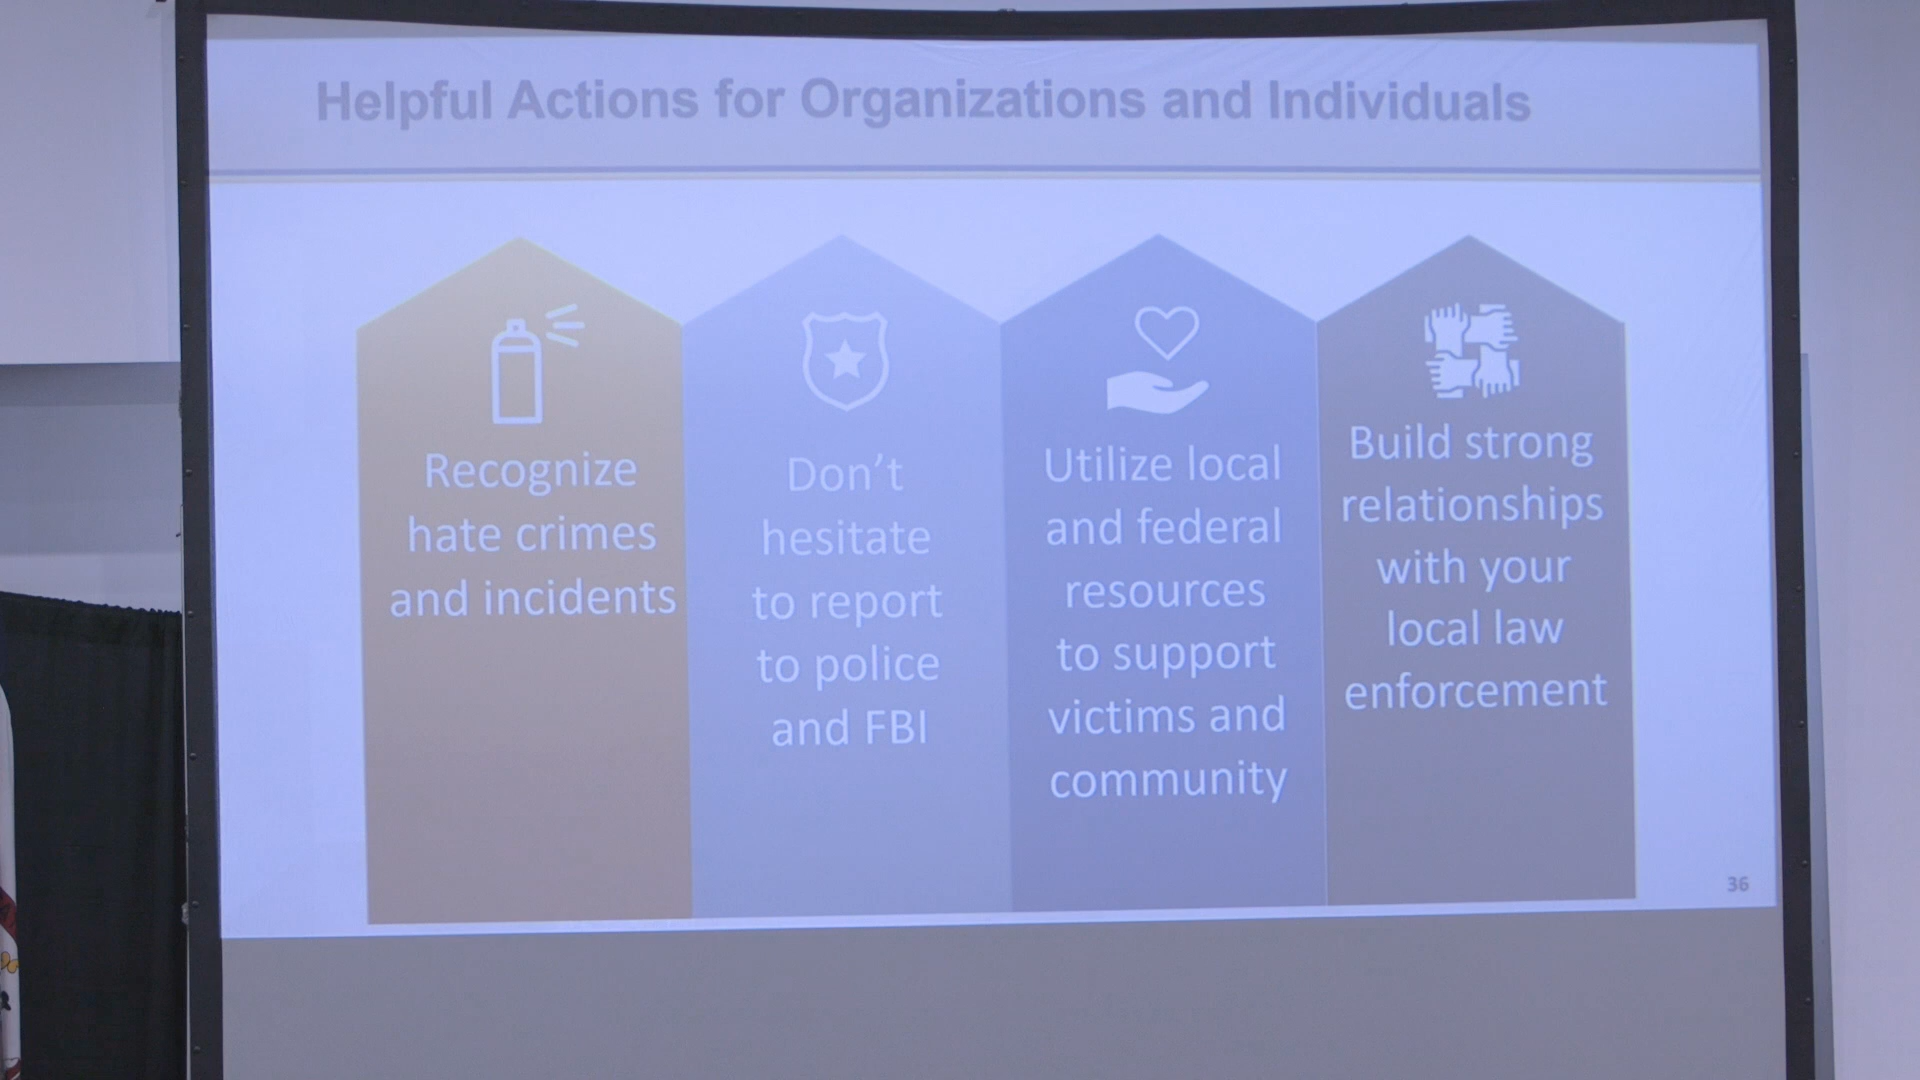 Helpful Actions for Organizations and Individuals
Recognize
hate crimes
and incidents
Don’t
hesitate
to report
to police
and FBI
Utilize local
and federal
resources
to support
victims and
community
Build strong
relationships
with your
local law
enforcement
36